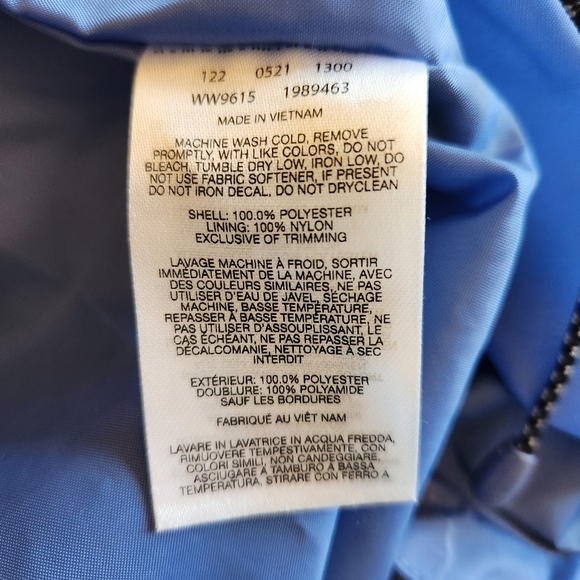 122 0521 1300
WW9615 1989463
MADE IN VIETNAM
MACHINE WASH COLD, REMOVE
PROMPTLY, WITH LIKE COLORS, DO NOT
BLEACH, TUMBLE DRY LOW, IRON LOW, DO
NOT USE FABRIC SOFTENER, IF PRESENT
DO NOT IRON DECAL, DO NOT DRYCLEAN
SHELL: 100.0% POLYESTER
LINING: 100% NYLON
EXCLUSIVE OF TRIMMING
LAVAGE MACHINE À FROID, SORTIR
IMMÉDIATEMENT DE LA MACHINE, AVEC
DES COULEURS SIMILAIRES, NE PAS
UTILISER D'EAU DE JAVEL, SÉCHAGE
MACHINE, BASSE TEMPÉRATURE,
REPASSER À BASSE TEMPÉRATURE, NE
PAS UTILISER D'ASSOUPLISSANT, LE
CAS ÉCHÉANT, NE PAS REPASSER LA
DÉCALCOMANIE, NETTOYAGE À SEC
INTERDIT
EXTÉRIEUR: 100.0% POLYESTER
DOUBLURE: 100% POLYAMIDE
SAUF LES BORDURES
FABRIQUÉ AU VIÊT NAM
LAVARE IN LAVATRICE IN ACQUA FREDDA,
RIMUOVERE TEMPESTIVAMENTE, CON
COLORI SIMILI, NON CANDEGGIARE,
ASCIUGARE A TAMBURO A BASSA
TEMPERATURA, STIRARE CON FERRO A